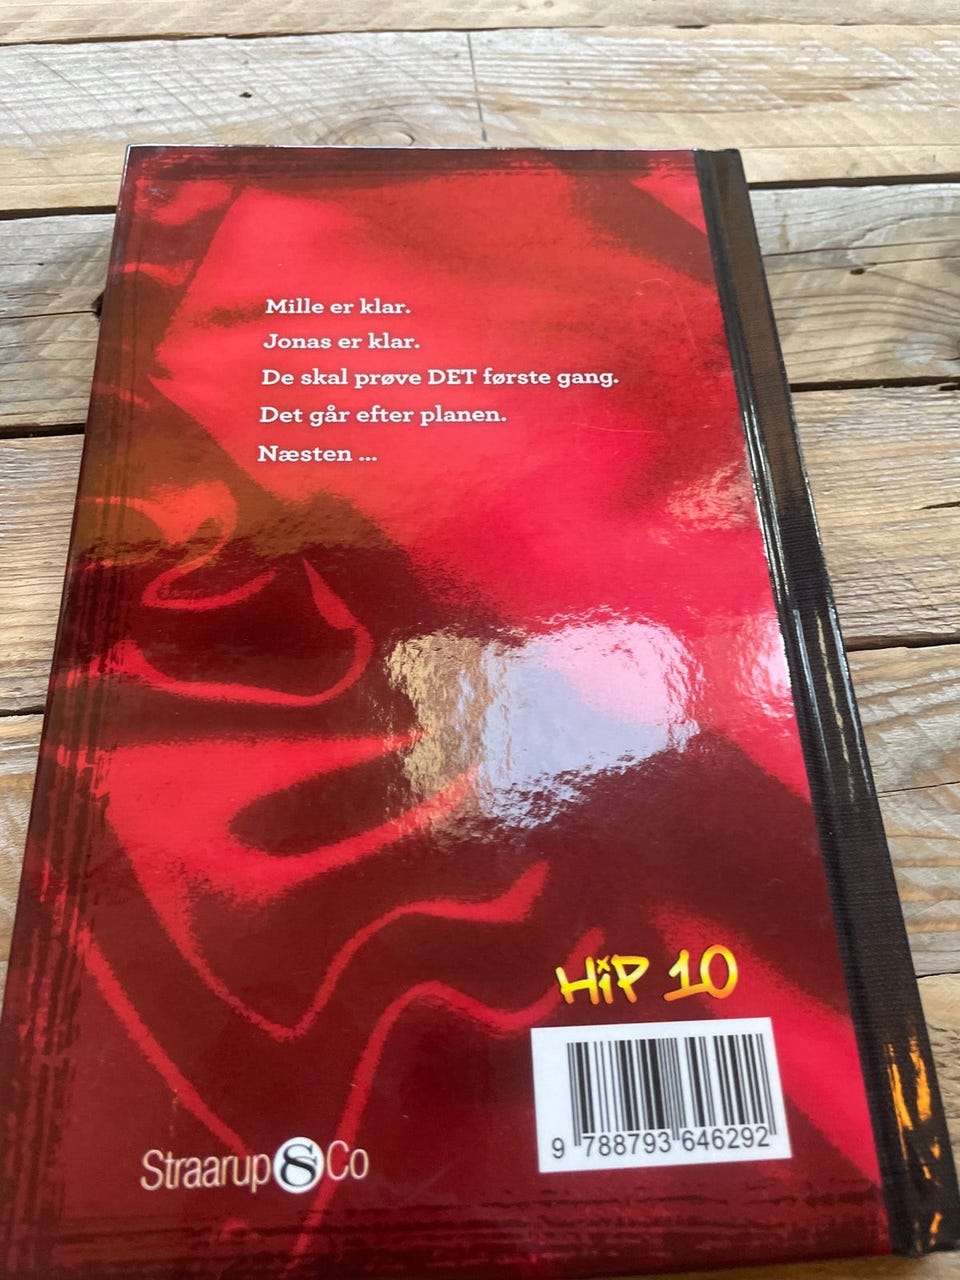 Mille er klar.
Jonas er klar.
De skal prøve DET første gang.
Det går efter planen.
Næsten ...
HiP 10
9 788793 646292
Straarup & Co